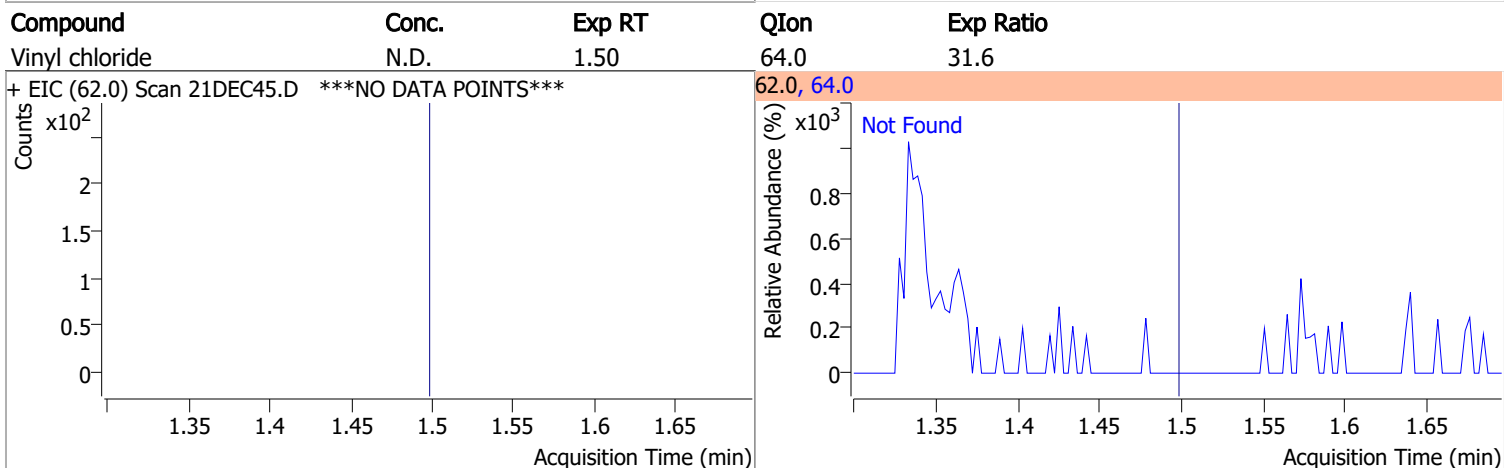 Compound Conc. Exp RT QIon Exp Ratio
Vinyl chloride N.D. 1.50 64.0 31.6
+ EIC (62.0) Scan 21DEC45.D ***NO DATA POINTS***
Counts
x10²
2
1.5
1
0.5
0
1.35 1.4 1.45 1.5 1.55 1.6 1.65
Acquisition Time (min)
62.0, 64.0
Relative Abundance (%)
x10³
Not Found
0.8
0.6
0.4
0.2
0
1.35 1.4 1.45 1.5 1.55 1.6 1.65
Acquisition Time (min)